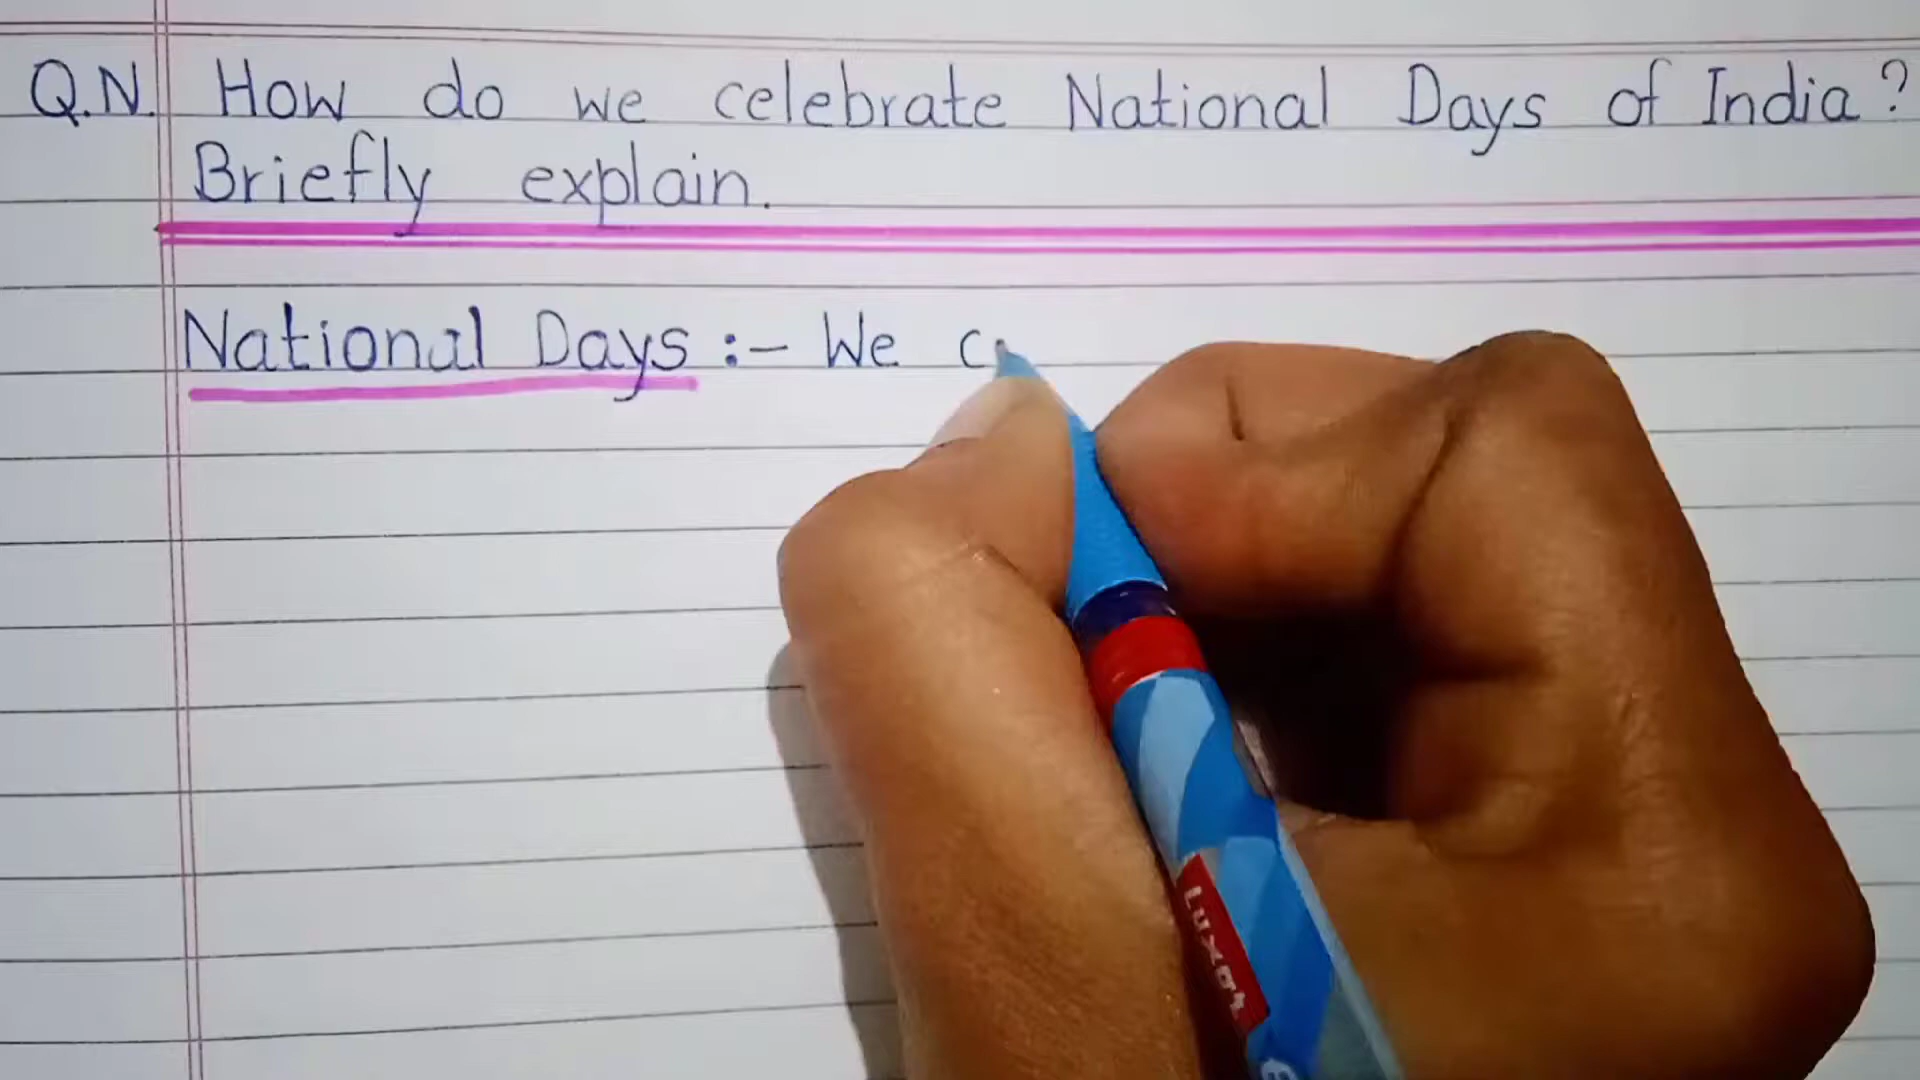 Q.N. How do we celebrate National Days of India?
Briefly explain.
National Days :- We c
Luxor